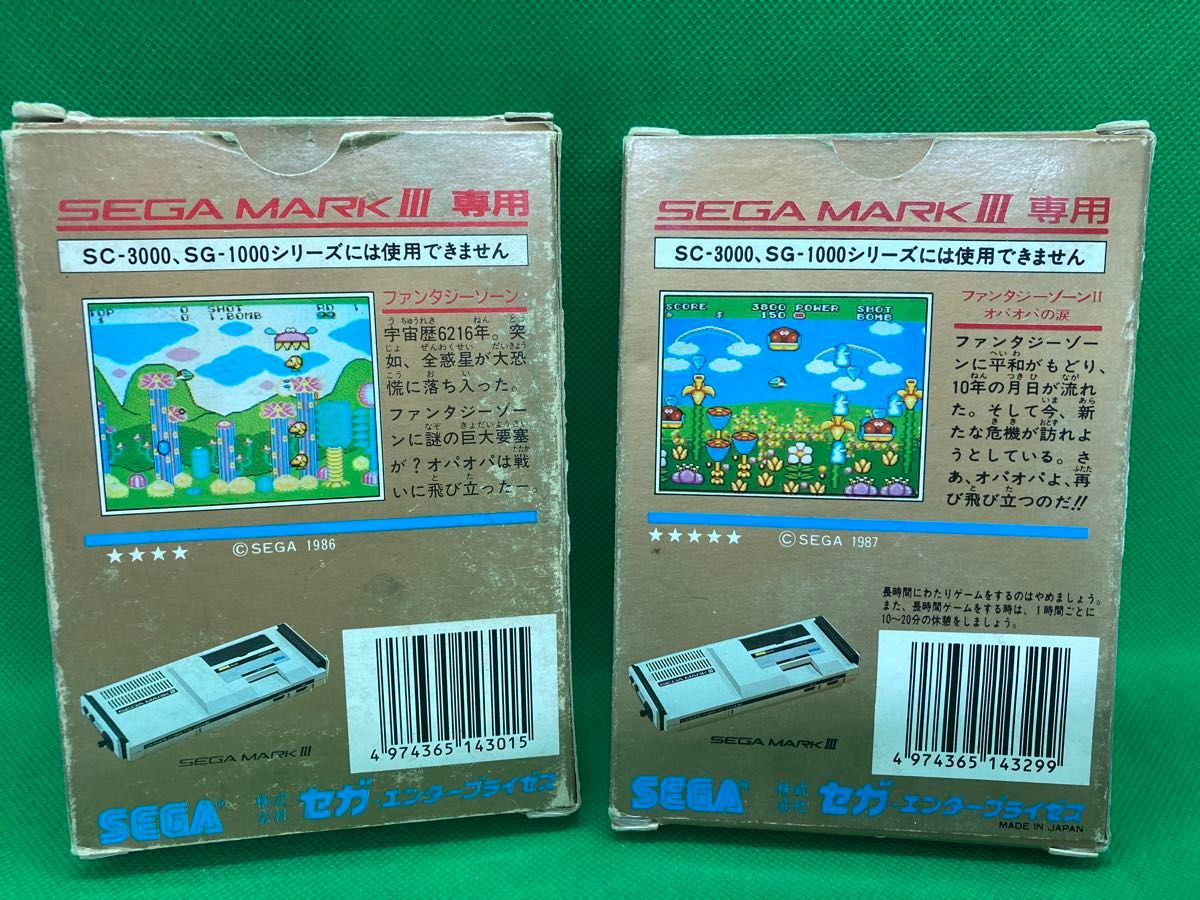 SEGA MARK III 専用
SC-3000、SG-1000シリーズには使用できません
TOP 0 SHOT RD 1
0 T.BOMB
ファンタジーゾーン
宇宙歴6216年。突
如、全惑星が大恐
慌に落ち入った。
ファンタジーゾー
ンに謎の巨大要塞
が?オパオパは戦
いに飛び立ったー。
★★★★
©SEGA 1986
SEGA MARK III
SEGA MARK III
4 974365 143015
SEGA® 株式会社 セガ・エンタープライゼス
SEGA MARK III 専用
SC-3000、SG-1000シリーズには使用できません
SCORE 3800 POWER SHOT
$ 150 BOMB
ファンタジーゾーンII
オパオパの涙
ファンタジーゾー
ンに平和がもどり、
10年の月日が流れ
た。そして今、新
たな危機が訪れよ
うとしている。さ
あ、オパオパよ、再
び飛び立つのだ!!
★★★★★
©SEGA 1987
長時間にわたりゲームをするのはやめましょう。
また、長時間ゲームをする時は、1時間ごとに
10〜20分の休憩をしましょう。
SEGA MARK III
SEGA MARK III
4 974365 143299
SEGA® 株式会社 セガ・エンタープライゼス
MADE IN JAPAN